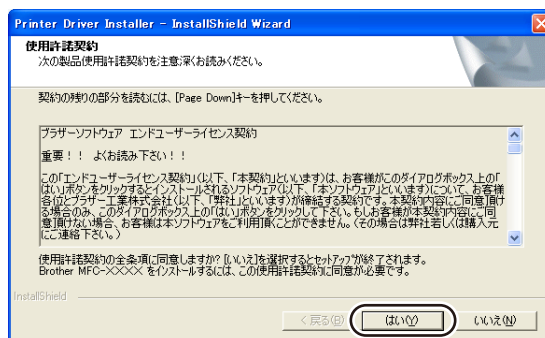 Printer Driver Installer - InstallShield Wizard
使用許諾契約
次の製品使用許諾契約を注意深くお読みください。
契約の残りの部分を読むには、[Page Down]キーを押してください。
ブラザーソフトウェア エンドユーザーライセンス契約
重要！！ よくお読み下さい！！
この「エンドユーザーライセンス契約」(以下、「本契約」といいます)は、お客様がこのダイアログボックス上の「
はい」ボタンをクリックするとインストールされるソフトウェア(以下、「本ソフトウェア」といいます)について、お客様
各位とブラザー工業株式会社(以下、「弊社」といいます)が締結する契約です。本契約内容にご同意頂け
る場合のみ、このダイアログボックス上の「はい」ボタンをクリックして下さい。もしお客様が本契約内容にご同
意頂けない場合、お客様は本ソフトウェアをご利用頂くことができません。(その場合は弊社若しくは購入元
にご連絡下さい。)
使用許諾契約の全条項に同意しますか？[いいえ]を選択するとセットアップが終了されます。
Brother MFC-XXXX をインストールするには、この使用許諾契約に同意が必要です。
InstallShield
< 戻る(B)
はい(Y)
いいえ(N)